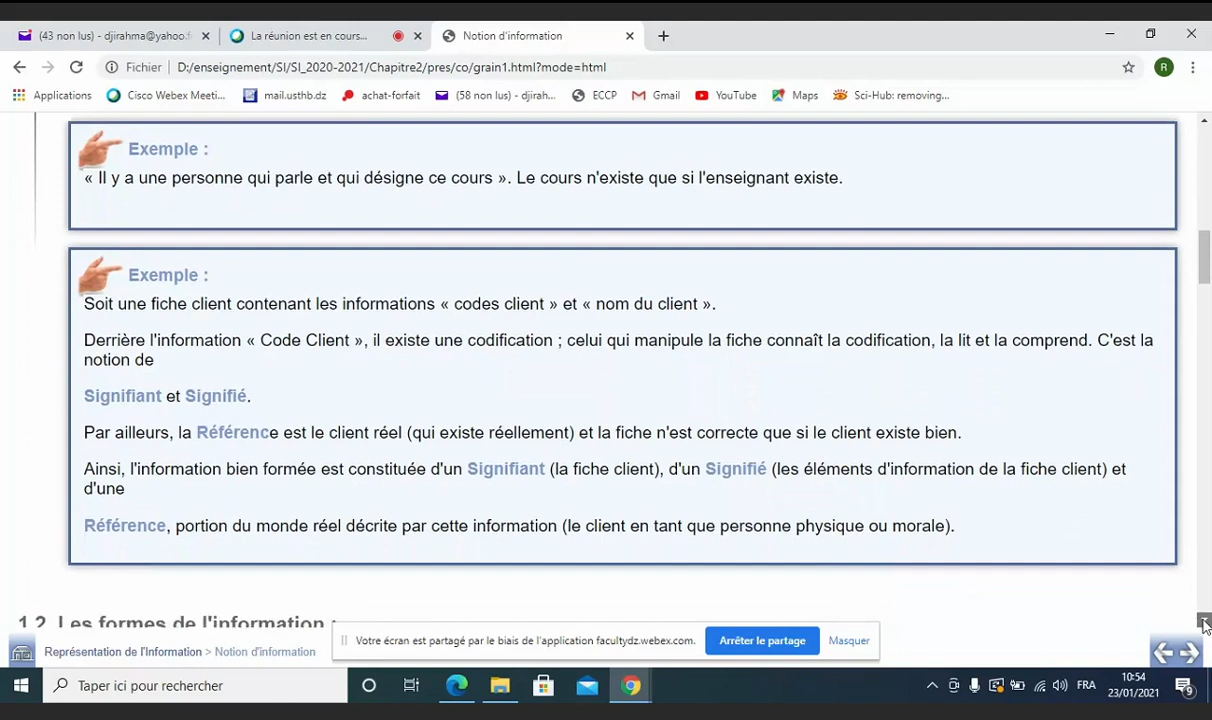 (43 non lus) - djirahma@yahoo.f
La réunion est en cours...
Notion d'information
Fichier
D:/enseignement/SI/SI_2020-2021/Chapitre2/pres/co/grain1.html?mode=html
R
Applications
Cisco Webex Meeti...
mail.usthb.dz
achat-forfait
(58 non lus) - djirah...
ECCP
Gmail
YouTube
Maps
Sci-Hub: removing...
Exemple :
« Il y a une personne qui parle et qui désigne ce cours ». Le cours n'existe que si l'enseignant existe.
Exemple :
Soit une fiche client contenant les informations « codes client » et « nom du client ».
Derrière l'information « Code Client », il existe une codification ; celui qui manipule la fiche connaît la codification, la lit et la comprend. C'est la
notion de
Signifiant et Signifié.
Par ailleurs, la Référence est le client réel (qui existe réellement) et la fiche n'est correcte que si le client existe bien.
Ainsi, l'information bien formée est constituée d'un Signifiant (la fiche client), d'un Signifié (les éléments d'information de la fiche client) et
d'une
Référence, portion du monde réel décrite par cette information (le client en tant que personne physique ou morale).
1.2. Les formes de l'information :
Votre écran est partagé par le biais de l'application facultydz.webex.com.
Arrêter le partage
Masquer
Représentation de l'Information > Notion d'information
Taper ici pour rechercher
FRA
10:54
23/01/2021
9